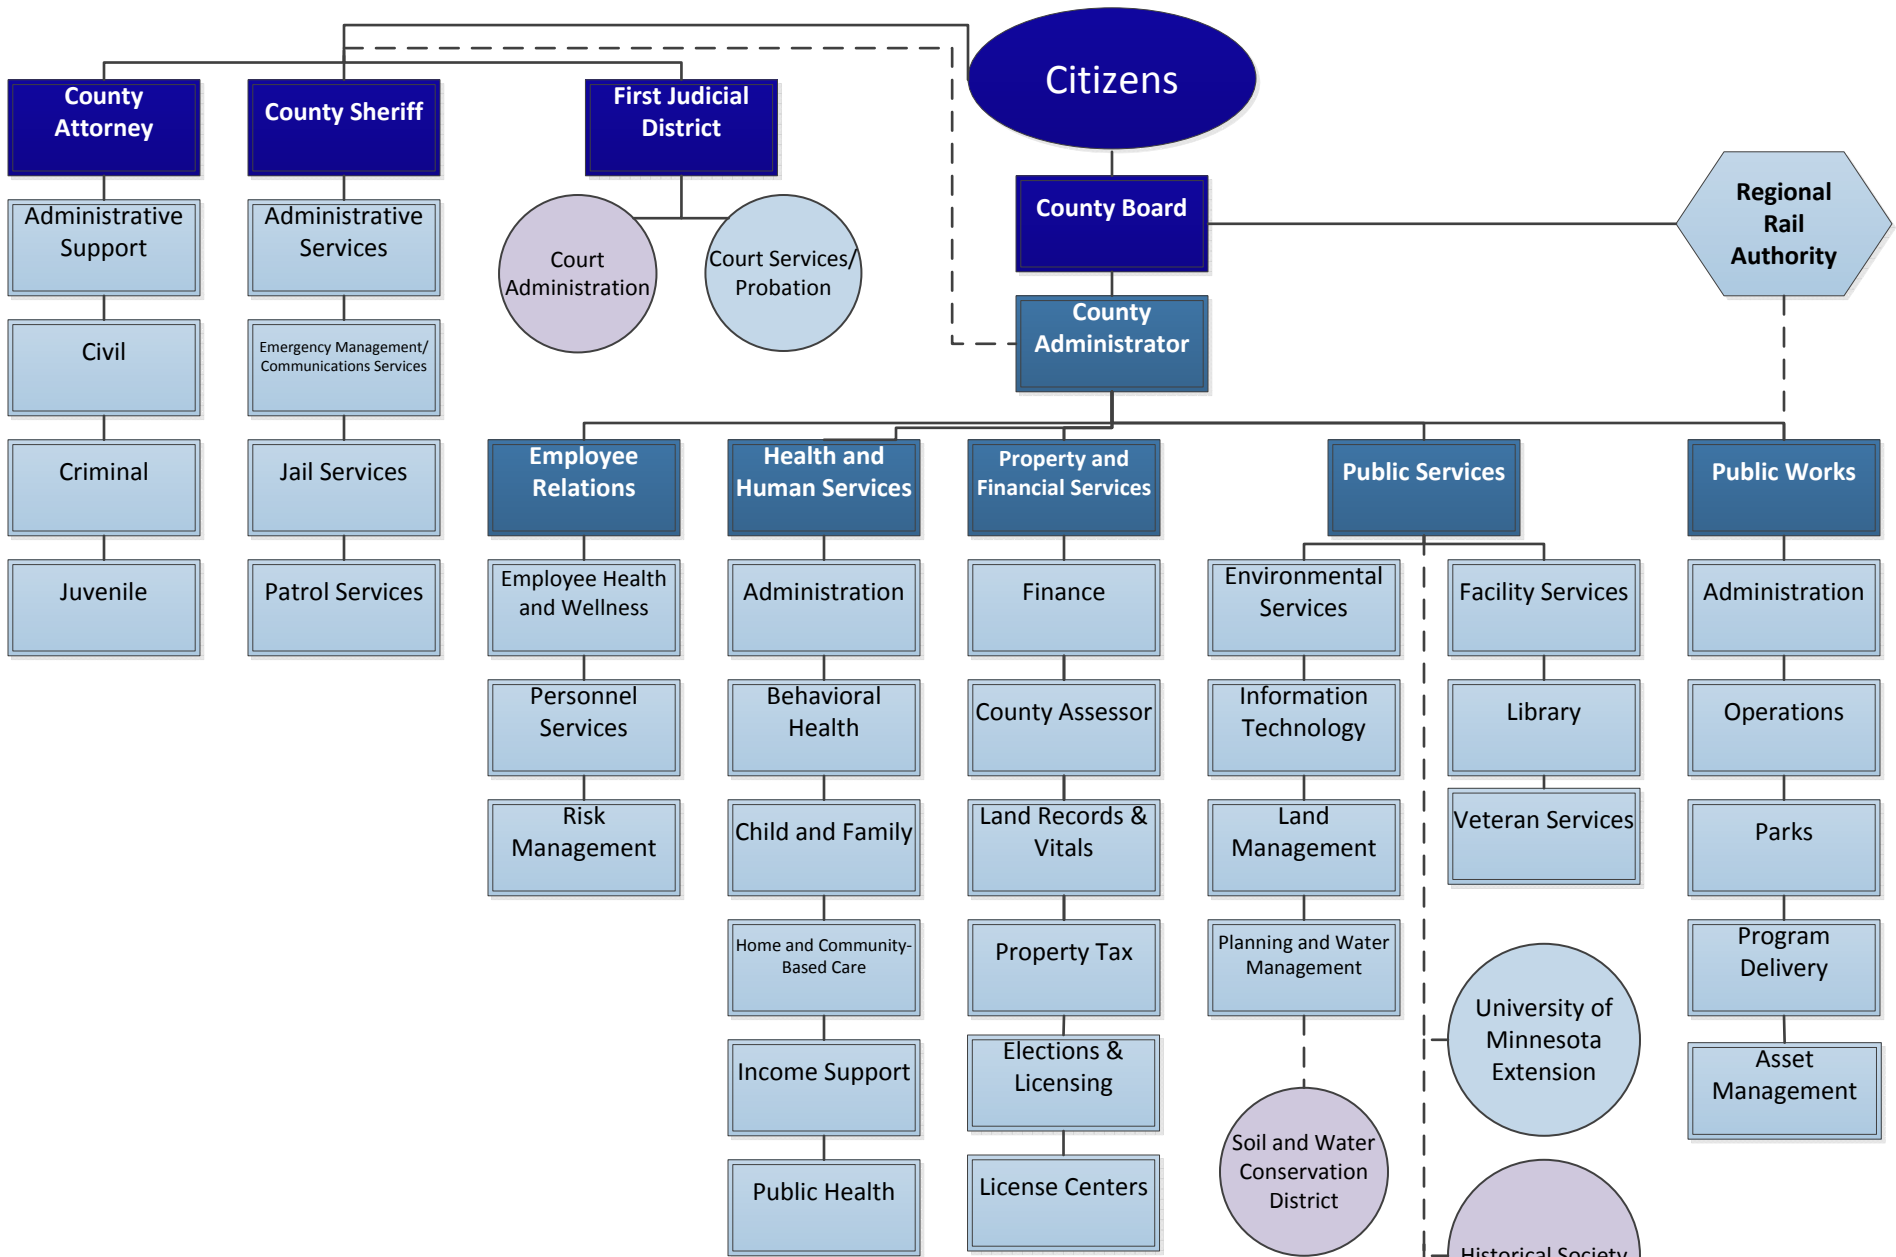 Citizens
County
Attorney
County Sheriff
First Judicial
District
County Board
Regional
Rail
Authority
Administrative
Support
Administrative
Services
Court
Administration
Court Services/
Probation
County
Administrator
Civil
Emergency Management/
Communications Services
Criminal
Jail Services
Juvenile
Patrol Services
Employee
Relations
Health and
Human Services
Property and
Financial Services
Public Services
Public Works
Employee Health
and Wellness
Personnel
Services
Risk
Management
Administration
Behavioral
Health
Child and Family
Home and Community-
Based Care
Income Support
Public Health
Finance
County Assessor
Land Records &
Vitals
Property Tax
Elections &
Licensing
License Centers
Environmental
Services
Information
Technology
Land
Management
Planning and Water
Management
Soil and Water
Conservation
District
Facility Services
Library
Veteran Services
University of
Minnesota
Extension
Historical Society
Administration
Operations
Parks
Program
Delivery
Asset
Management